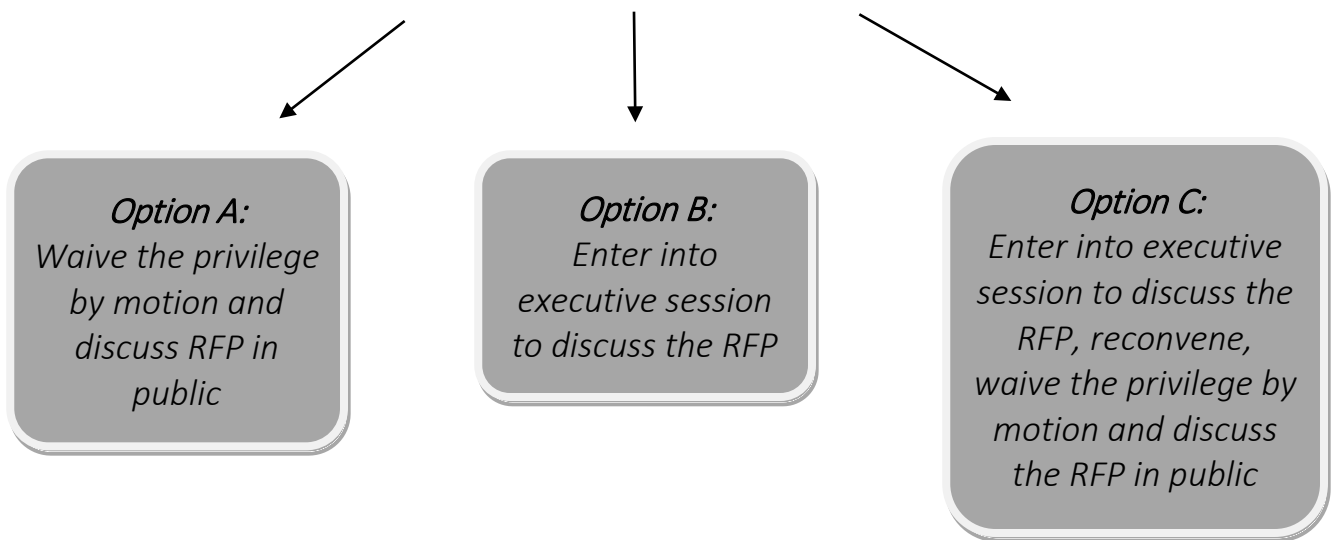 Option A:
Waive the privilege
by motion and
discuss RFP in
public
Option B:
Enter into
executive session
to discuss the RFP
Option C:
Enter into executive
session to discuss the
RFP, reconvene,
waive the privilege by
motion and discuss
the RFP in public